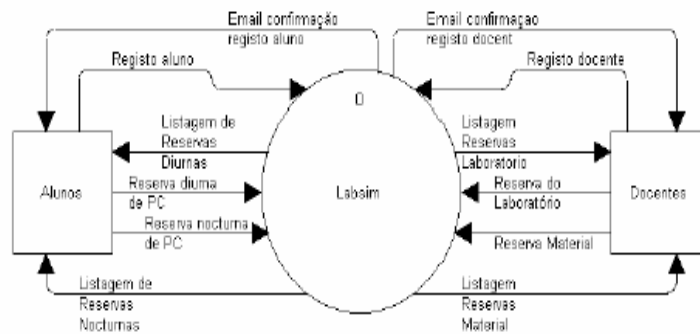 Email confirmação
registo aluno
Email confirmaçao
registo docent
Registo aluno
Registo docente
0
Listagem de
Reservas
Diurnas
Listagem
Reservas
Laboratorio
Alunos
Reserva diurna
de PC
Labsim
Reserva do
Laboratório
Docentes
Reserva nocturna
de PC
Reserva Material
Listagem de
Reservas
Nocturnas
Listagem
Reservas
Material